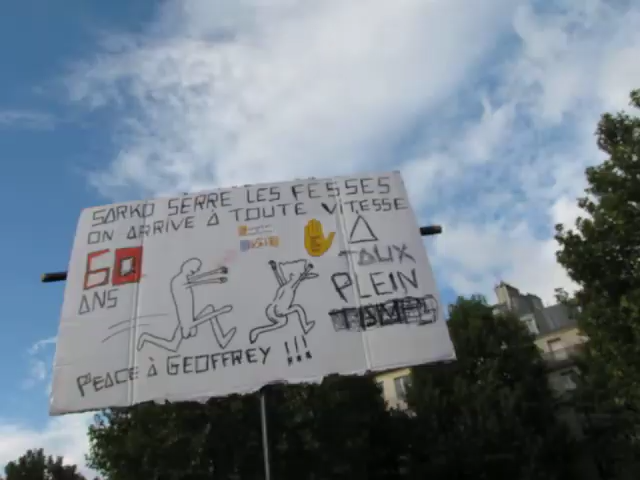 SARKO SERRE LES FESSES
ON ARRIVE À TOUTE VITESSE
60
ANS
TAUX
PLEIN
PEACE À GEOFFREY !!!